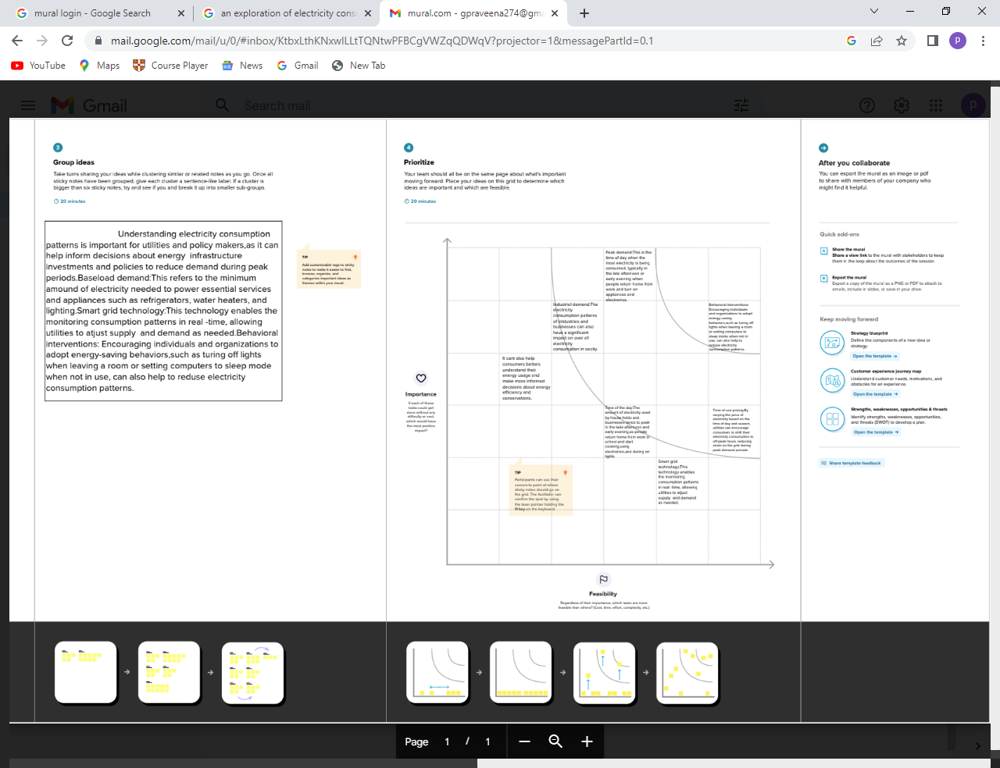 mural login - Google Search
an exploration of electricity cons
mural.com - gpraveena274@gma
mail.google.com/mail/u/0/#inbox/KtbxLthKNxwlLLtTQNtwPFBCgVWZqQDWqV?projector=1&messagePartId=0.1
YouTube
Maps
Course Player
News
Gmail
New Tab
Gmail
Search mail
3
Group ideas
Take turns sharing your ideas while clustering similar or related notes as you go. Once all
sticky notes have been grouped, give each cluster a sentence-like label. If a cluster is
bigger than six sticky notes, try and see if you and break it up into smaller sub-groups.
20 minutes
Understanding electricity consumption
patterns is important for utilities and policy makers,as it can
help inform decisions about energy infrastructure
investments and policies to reduce demand during peak
periods.Baseload demand:This refers to the minimum
amound of electricity needed to power essential services
and appliances such as refrigerators, water heaters, and
lighting.Smart grid technology:This technology enables the
monitoring consumption patterns in real -time, allowing
utilities to atjust supply and demand as needed.Behavioral
interventions: Encouraging individuals and organizations to
adopt energy-saving behaviors,such as turing off lights
when leaving a room or setting computers to sleep mode
when not in use, can also help to reduse electricity
consumption patterns.
TIP
Add customizable tags to sticky
notes to make it easier to find,
browse, organize, and
categorize important ideas as
themes within your mural.
4
Prioritize
Your team should all be on the same page about what's important
moving forward. Place your ideas on this grid to determine which
ideas are important and which are feasible.
20 minutes
Peak demand:This is the
time of day when the
most electricity is being
consumed, typically in
the late afternoon or
early evening when
people return home from
work and turn on
appliances and
electronics.
Industrial demand:The
electricity
consumption patterns
of industries and
businesses can also
have a significant
impact on over all
electricity
consumption in socity.
Behavioral interventions:
Encouraging individuals
and organizations to adopt
energy-saving
behaviors,such as turing off
lights when leaving a room
or setting computers to
sleep mode when not in
use, can also help to
reduse electricity
consumption patterns.
It cant also help
consumers betters
understand their
energy usage and
make more informed
decisions about energy
efficiency and
conservations.
Importance
If each of these
tasks could get
done without any
difficulty or cost,
which would have
the most positive
impact?
Time of the day:The
amount of electricity used
by house holds and
businesses tends to peak
in the lade afternoon and
early evening,as people
return home from work or
school and start
cooking,using
electronics,and during on
lights.
Time-of-use pricing:By
varying the price of
electricity based on the
time of day and season,
utilities can encourage
consumers to shift their
electricity consumption to
off-peak hours, reducing
strain on the grid during
peak demand periods
Smart grid
technology:This
technology enables
the monitoring
consumption patterns
in real -time, allowing
utilities to atjust
supply and demand
as needed.
TIP
Participants can use their
cursors to point at where
sticky notes should go on
the grid. The facilitator can
confirm the spot by using
the laser pointer holding the
H key on the keyboard.
Feasibility
Regardless of their importance, which tasks are more
feasible than others? (Cost, time, effort, complexity, etc.)
After you collaborate
You can export the mural as an image or pdf
to share with members of your company who
might find it helpful.
Quick add-ons
A
Share the mural
Share a view link to the mural with stakeholders to keep
them in the loop about the outcomes of the session.
B
Export the mural
Export a copy of the mural as a PNG or PDF to attach to
emails, include in slides, or save in your drive.
Keep moving forward
Strategy blueprint
Define the components of a new idea or
strategy.
Open the template →
Customer experience journey map
Understand customer needs, motivations, and
obstacles for an experience.
Open the template →
Strengths, weaknesses, opportunities & threats
Identify strengths, weaknesses, opportunities,
and threats (SWOT) to develop a plan.
Open the template →
Share template feedback
Page 1 / 1